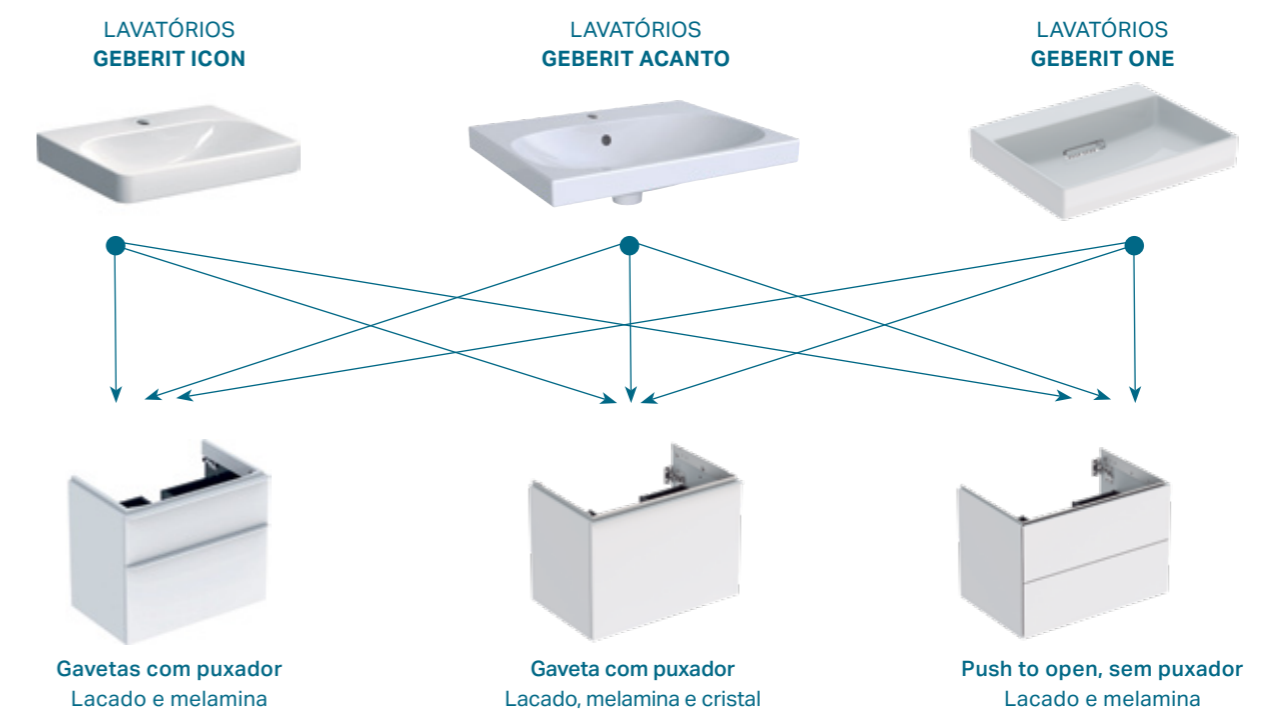 LAVATÓRIOS
GEBERIT ICON
LAVATÓRIOS
GEBERIT ACANTO
LAVATÓRIOS
GEBERIT ONE
Gavetas com puxador
Lacado e melamina
Gaveta com puxador
Lacado, melamina e cristal
Push to open, sem puxador
Lacado e melamina